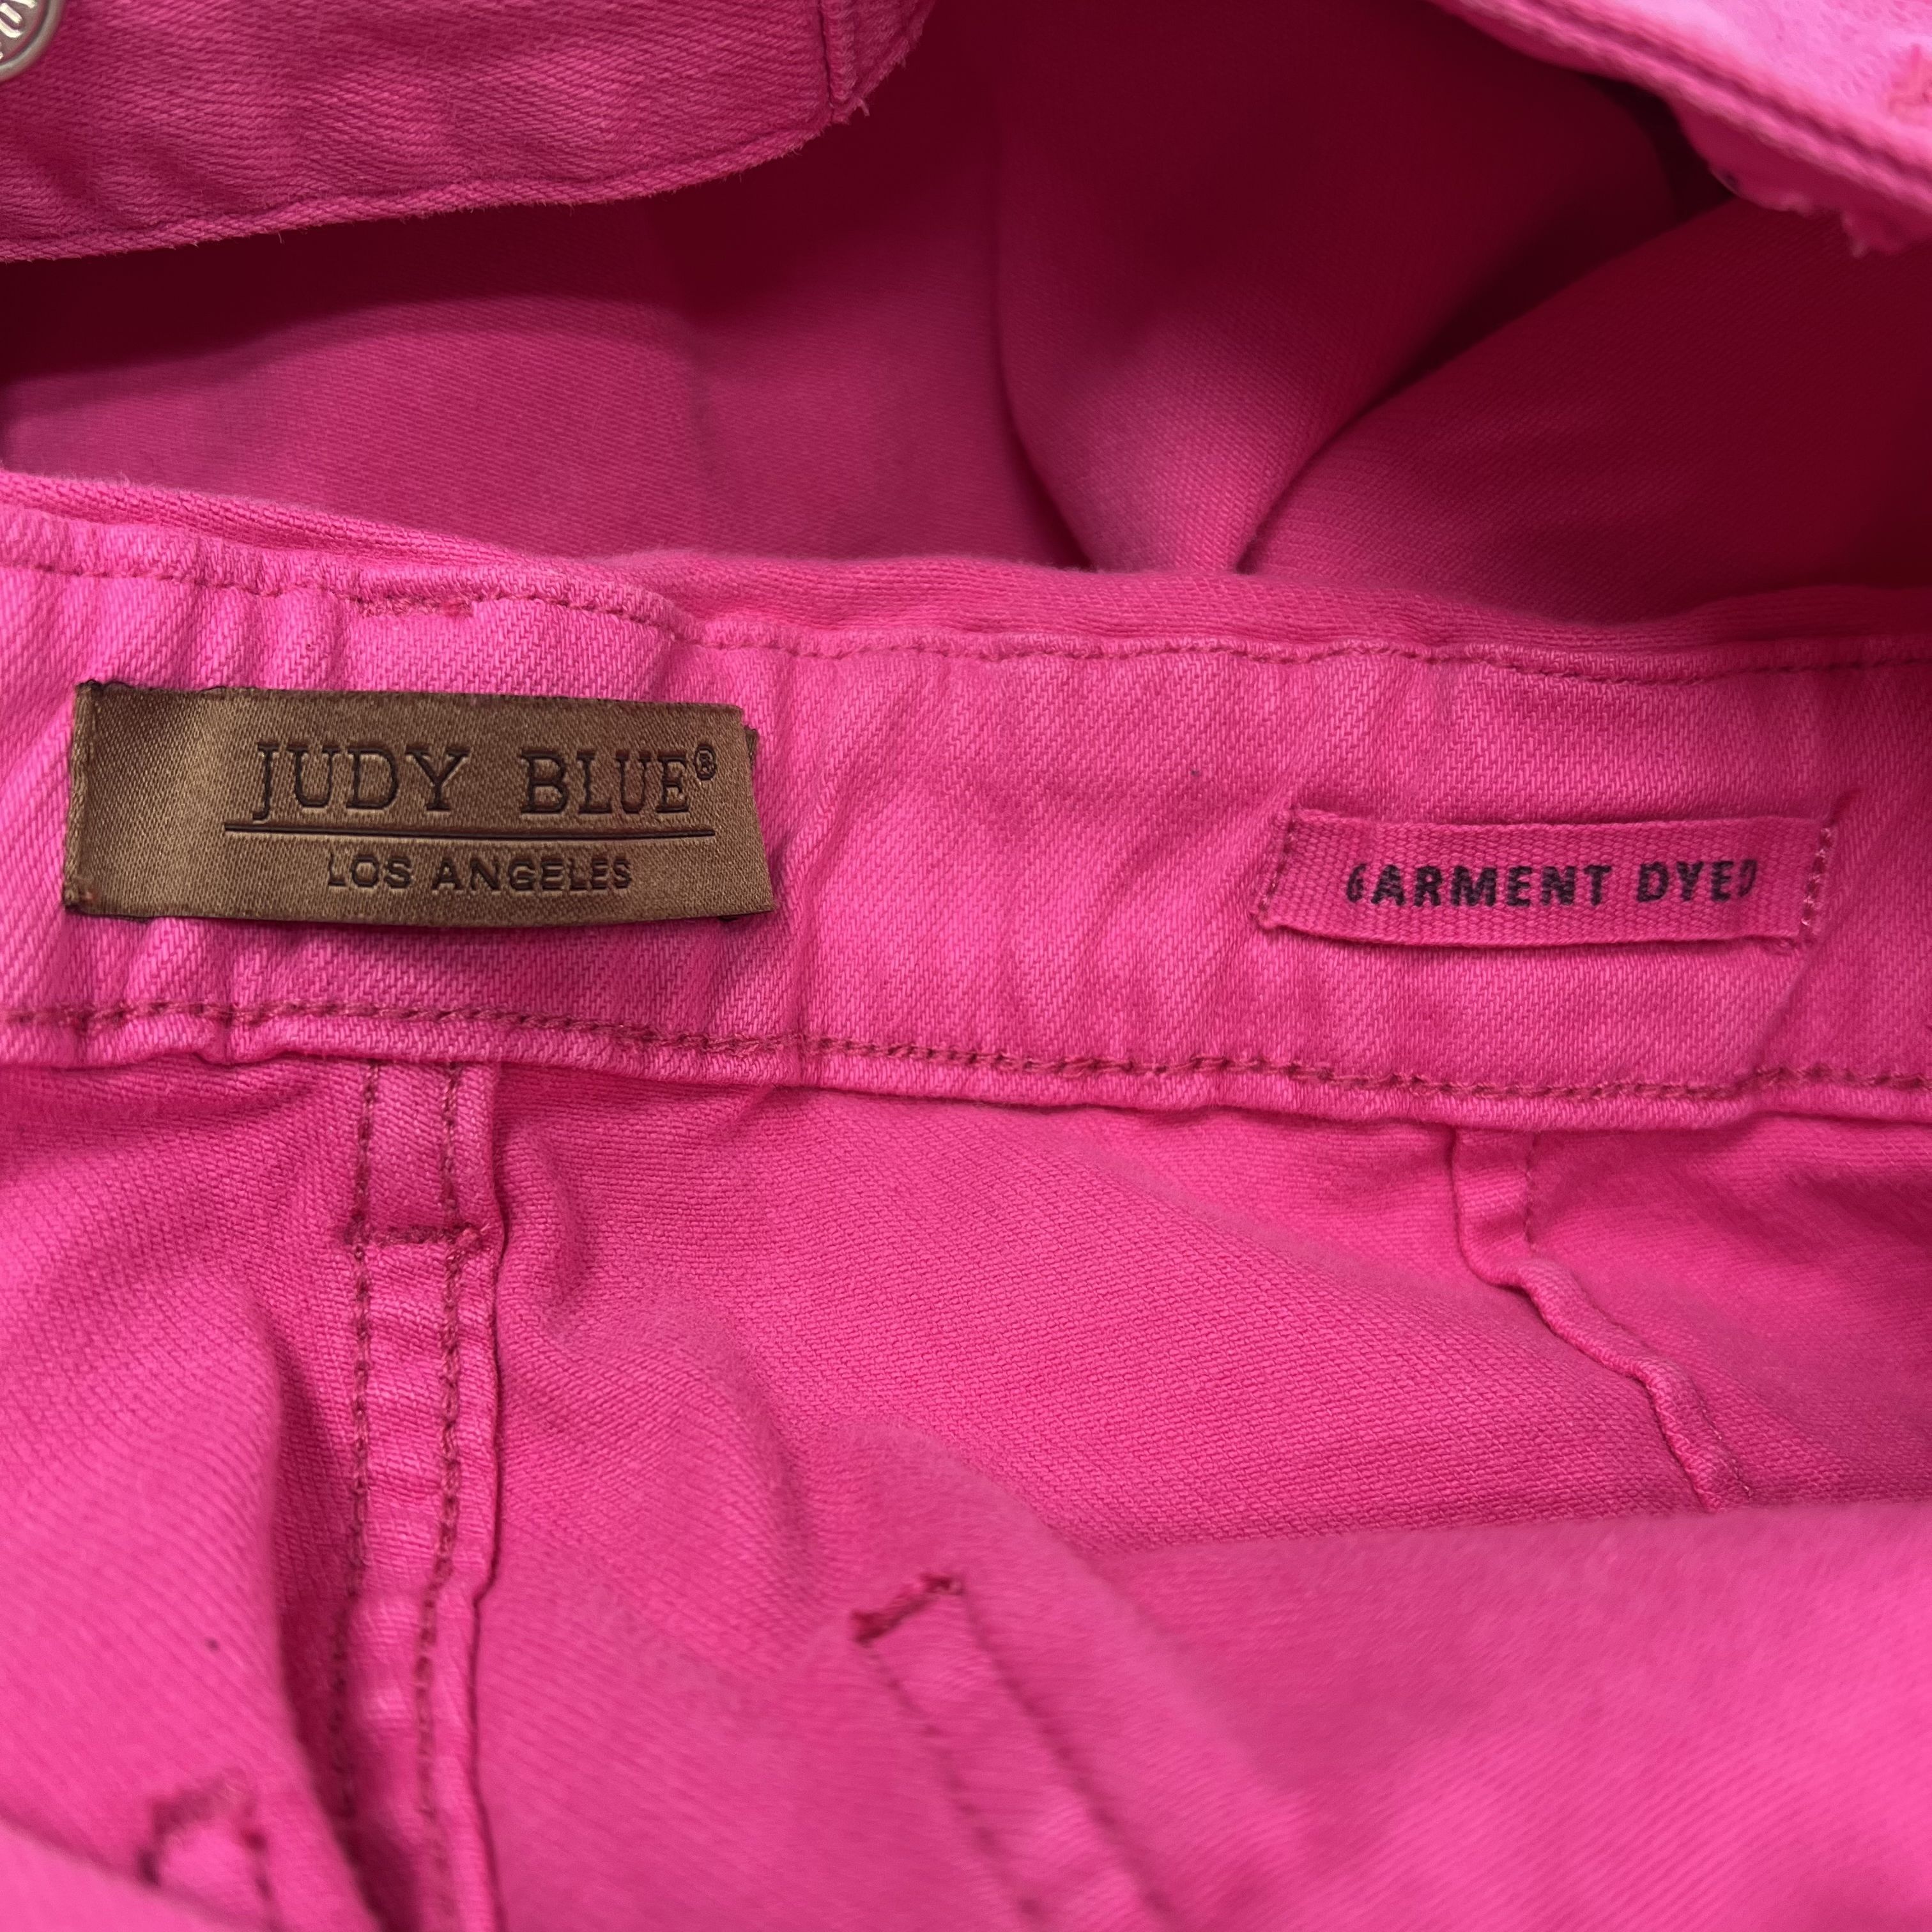 JUDY BLUE®
LOS ANGELES
GARMENT DYED